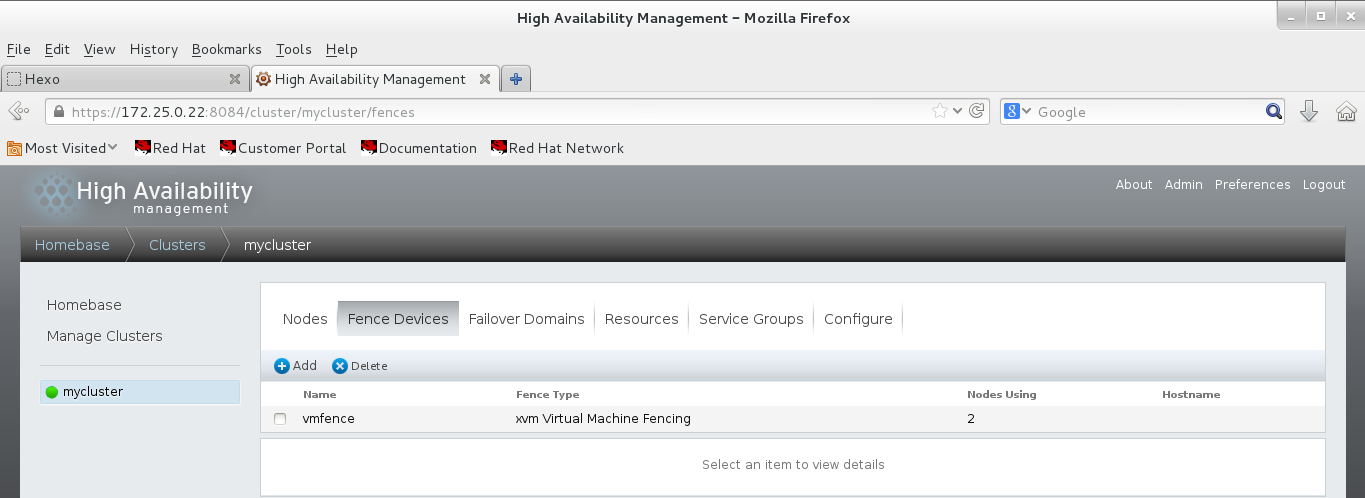 High Availability Management - Mozilla Firefox
File Edit View History Bookmarks Tools Help
Hexo High Availability Management
https://172.25.0.22:8084/cluster/mycluster/fences Google
Most Visited Red Hat Customer Portal Documentation Red Hat Network
High Availability
management
About Admin Preferences Logout
Homebase Clusters mycluster
Homebase
Manage Clusters
mycluster
Nodes Fence Devices Failover Domains Resources Service Groups Configure
Add Delete
Name Fence Type Nodes Using Hostname
vmfence xvm Virtual Machine Fencing 2
Select an item to view details